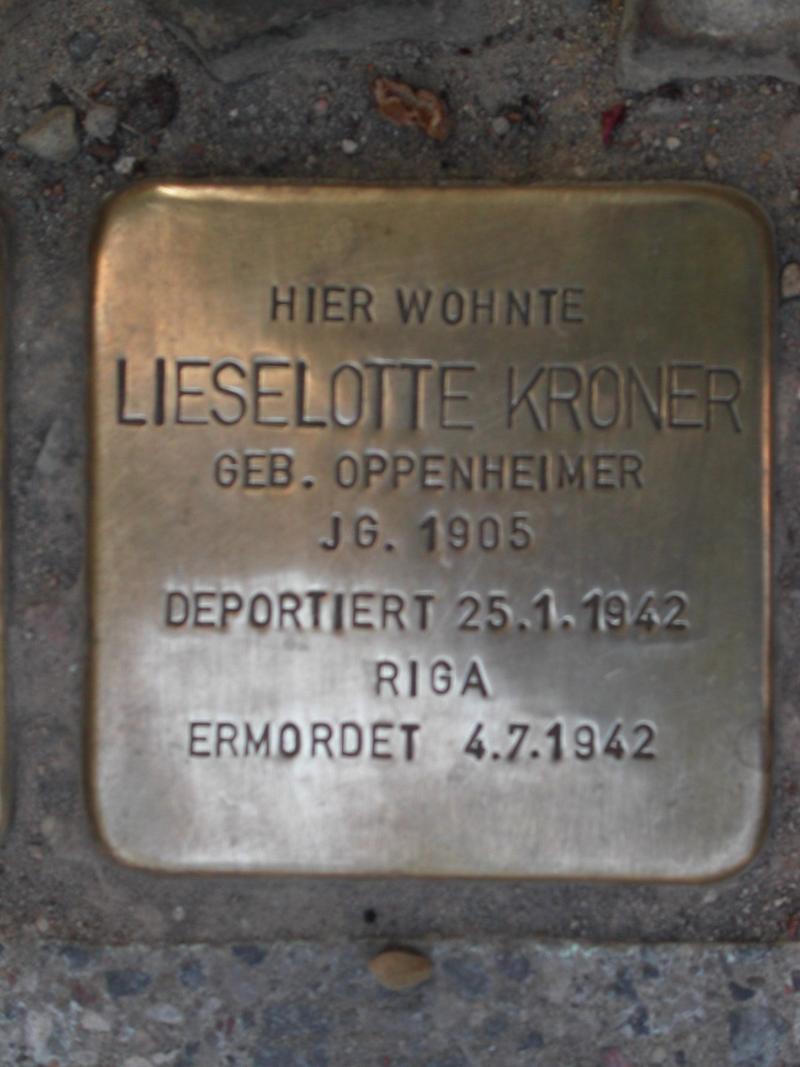 HIER WOHNTE
LIESELOTTE KRONER
GEB. OPPENHEIMER
JG. 1905
DEPORTIERT 25.1.1942
RIGA
ERMORDET 4.7.1942